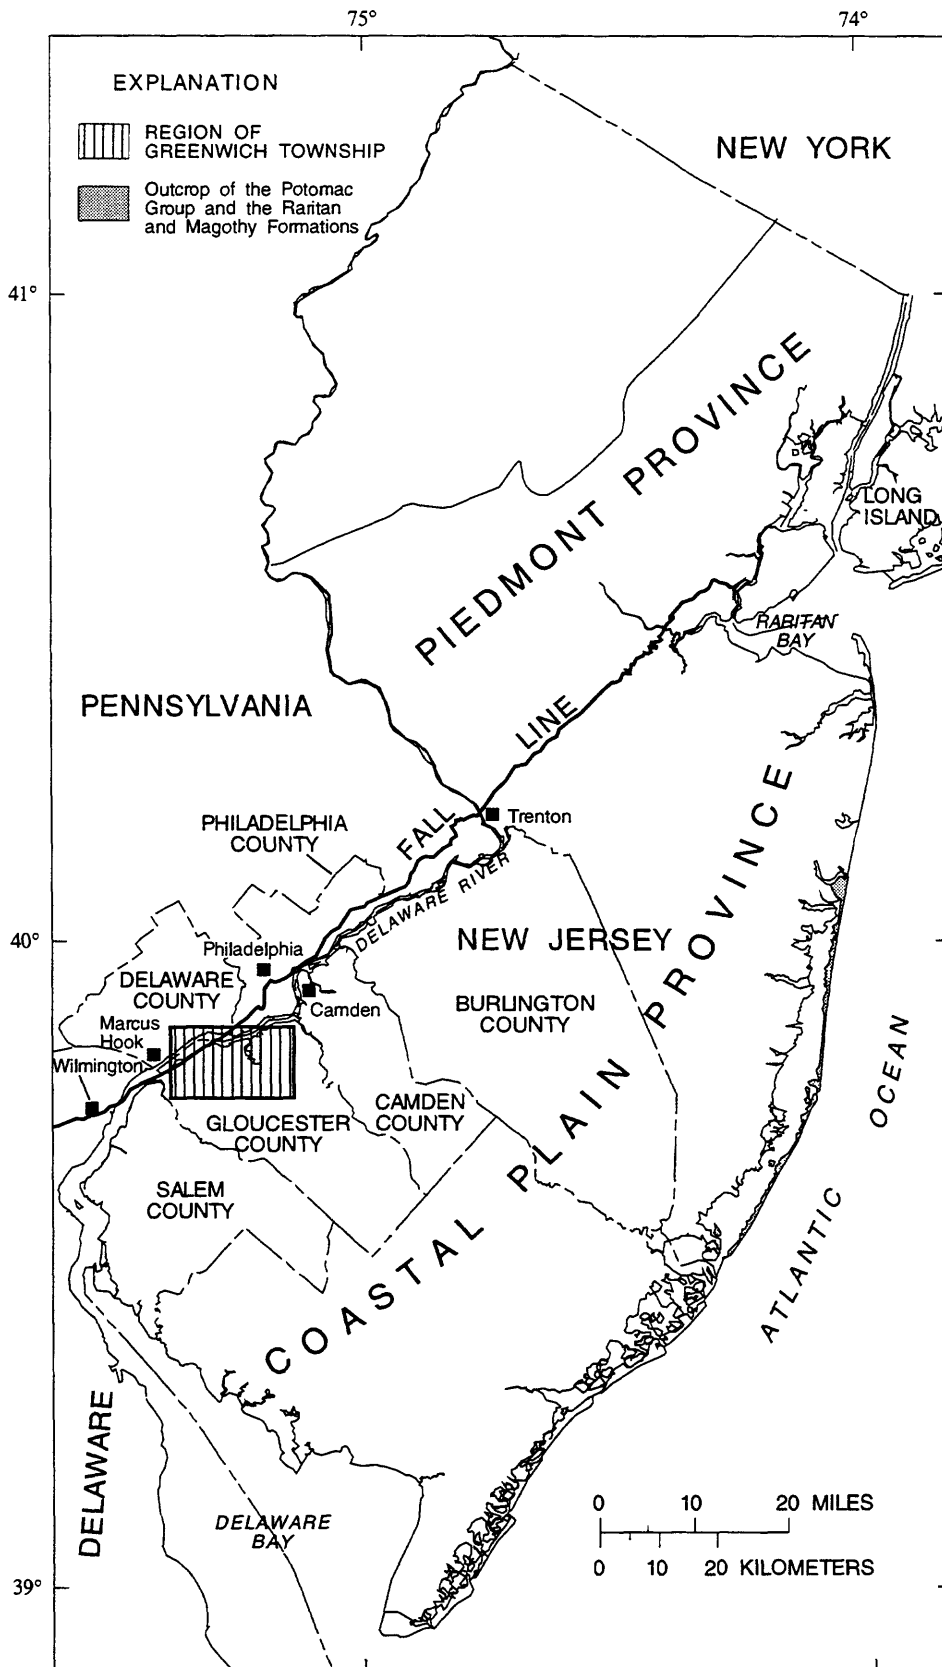 75°
74°
EXPLANATION
REGION OF
GREENWICH TOWNSHIP
Outcrop of the Potomac
Group and the Raritan
and Magothy Formations
NEW YORK
41°
PIEDMONT PROVINCE
LONG
ISLAND
RARITAN
BAY
PENNSYLVANIA
FALL LINE
Trenton
PHILADELPHIA
COUNTY
DELAWARE RIVER
40°
NEW JERSEY
Philadelphia
DELAWARE
COUNTY
Camden
BURLINGTON
COUNTY
Marcus
Hook
Wilmington
GLOUCESTER
COUNTY
CAMDEN
COUNTY
SALEM
COUNTY
COASTAL PLAIN PROVINCE
ATLANTIC OCEAN
DELAWARE
DELAWARE
BAY
0 10 20 MILES
0 10 20 KILOMETERS
39°